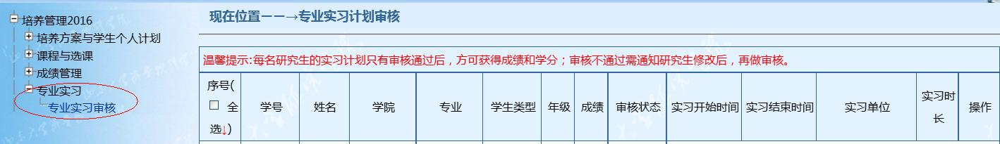 培养管理2016
培养方案与学生个人计划
课程与选课
成绩管理
专业实习
专业实习审核
现在位置——→专业实习计划审核
温馨提示:每名研究生的实习计划只有审核通过后，方可获得成绩和学分；审核不通过需通知研究生修改后，再做审核。
序号(
全
选↓)
学号
姓名
学院
专业
学生类型
年级
成绩
审核状态
实习开始时间
实习结束时间
实习单位
实习时
长
操作